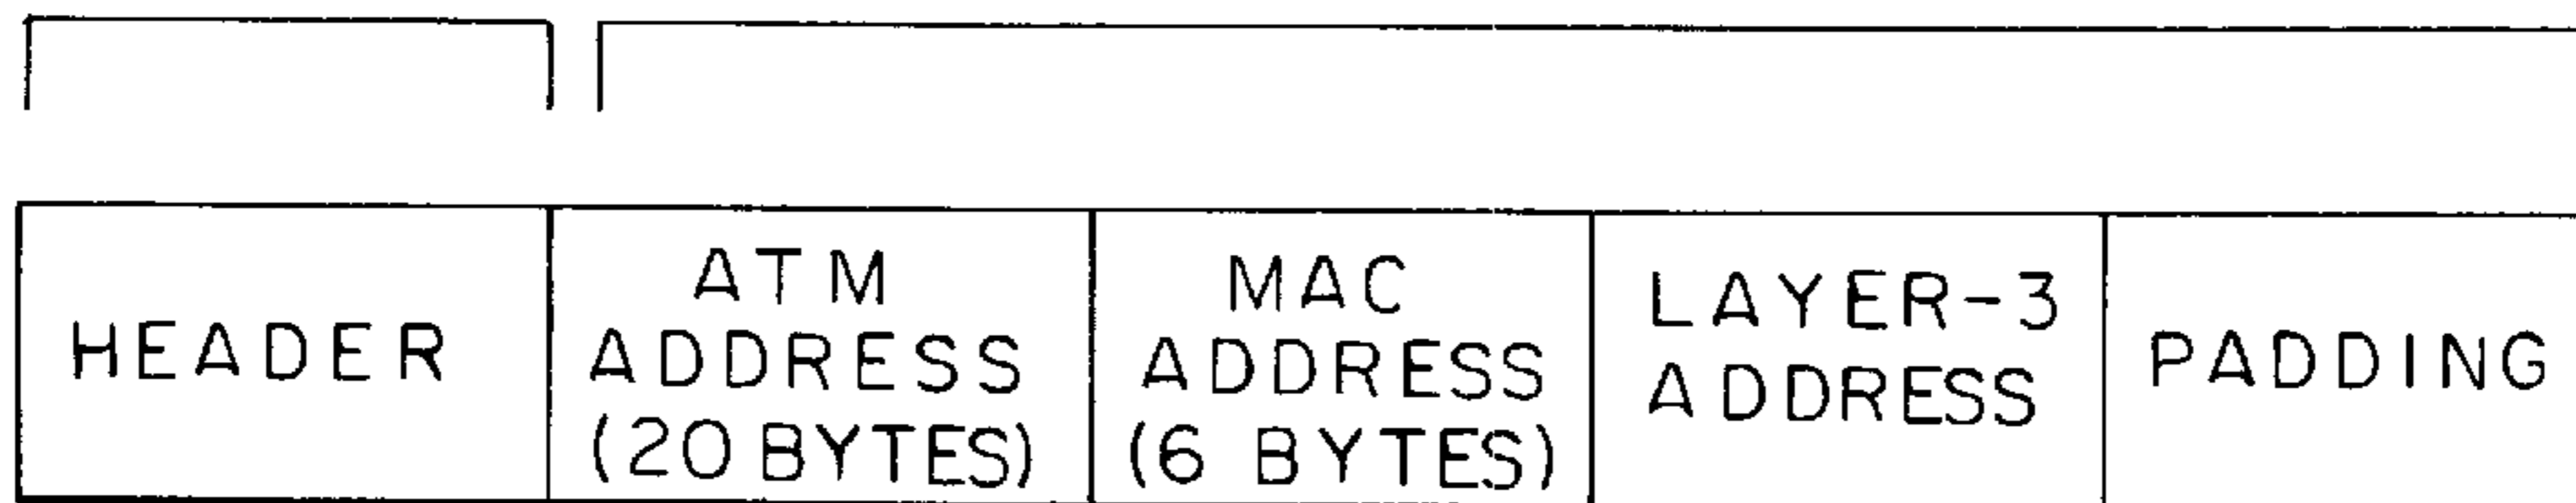 HEADER
ATM
ADDRESS
(20 BYTES)
MAC
ADDRESS
(6 BYTES)
LAYER-3
ADDRESS
PADDING